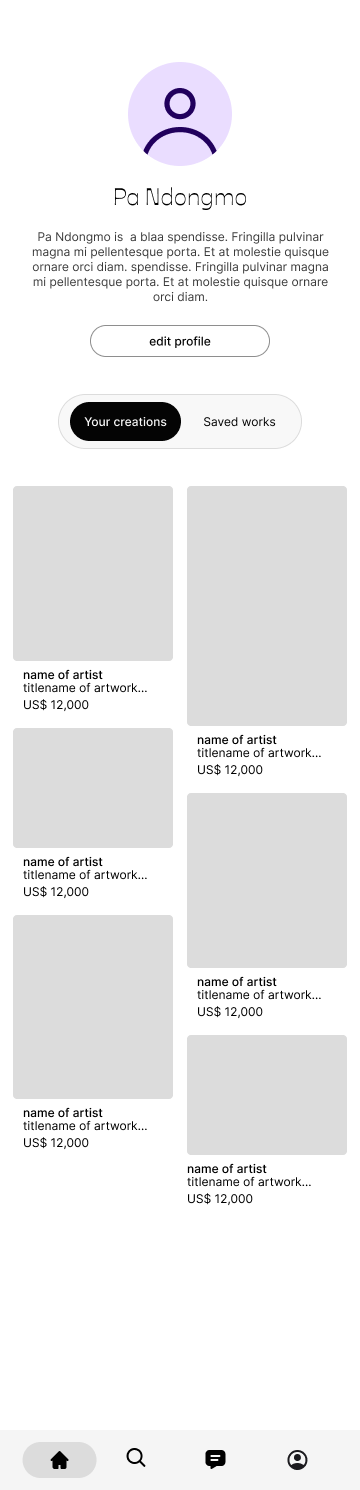 Pa Ndongmo
Pa Ndongmo is  a blaa spendisse. Fringilla pulvinar
magna mi pellentesque porta. Et at molestie quisque
ornare orci diam. spendisse. Fringilla pulvinar magna
mi pellentesque porta. Et at molestie quisque ornare
orci diam.
edit profile
Your creations
Saved works
name of artist
titlename of artwork...
US$ 12,000
name of artist
titlename of artwork...
US$ 12,000
name of artist
titlename of artwork...
US$ 12,000
name of artist
titlename of artwork...
US$ 12,000
name of artist
titlename of artwork...
US$ 12,000
name of artist
titlename of artwork...
US$ 12,000